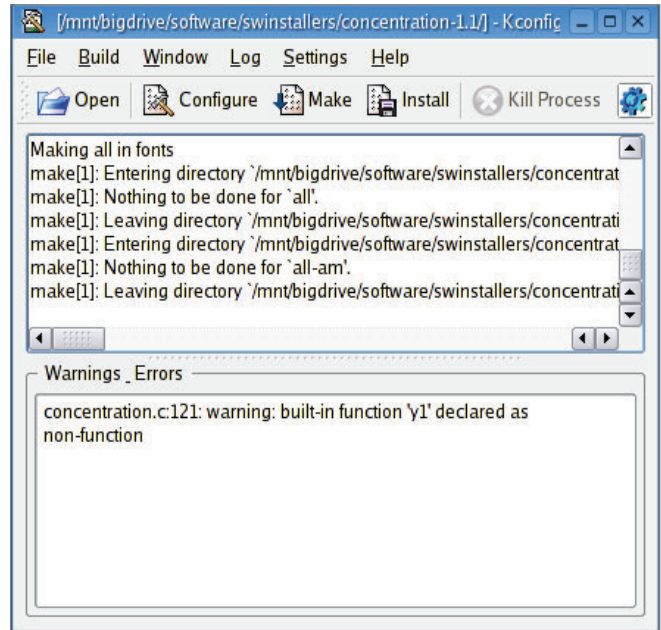 [/mnt/bigdrive/software/swinstallers/concentration-1.1/] - Kconfig
File Build Window Log Settings Help
Open Configure Make Install Kill Process
Making all in fonts
make[1]: Entering directory `/mnt/bigdrive/software/swinstallers/concentrat
make[1]: Nothing to be done for `all'.
make[1]: Leaving directory `/mnt/bigdrive/software/swinstallers/concentrati
make[1]: Entering directory `/mnt/bigdrive/software/swinstallers/concentrat
make[1]: Nothing to be done for `all-am'.
make[1]: Leaving directory `/mnt/bigdrive/software/swinstallers/concentrati
Warnings _ Errors
concentration.c:121: warning: built-in function 'y1' declared as
non-function